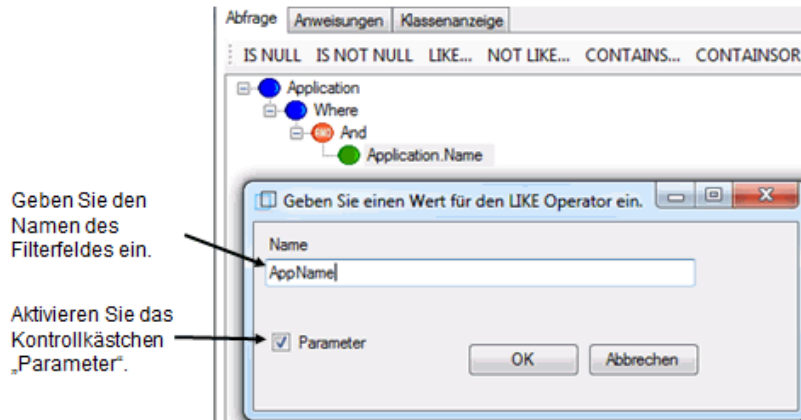 Abfrage Anweisungen Klassenanzeige
IS NULL IS NOT NULL LIKE... NOT LIKE... CONTAINS... CONTAINSOR
Application
Where
AND And
Application.Name
Geben Sie einen Wert für den LIKE Operator ein.
Geben Sie den
Namen des
Filterfeldes ein.
Name
AppName
Aktivieren Sie das
Kontrollkästchen
„Parameter“.
Parameter
OK Abbrechen